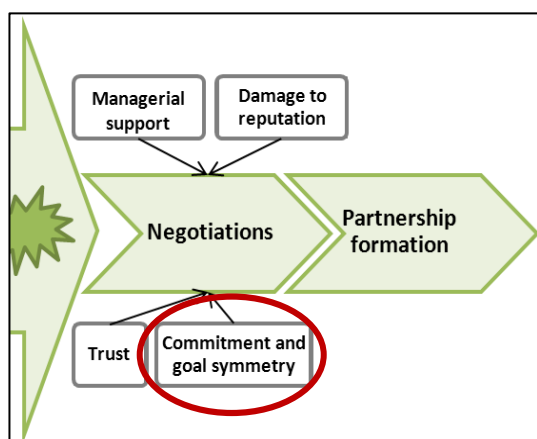 Managerial
support
Damage to
reputation
Negotiations
Partnership
formation
Trust
Commitment and
goal symmetry